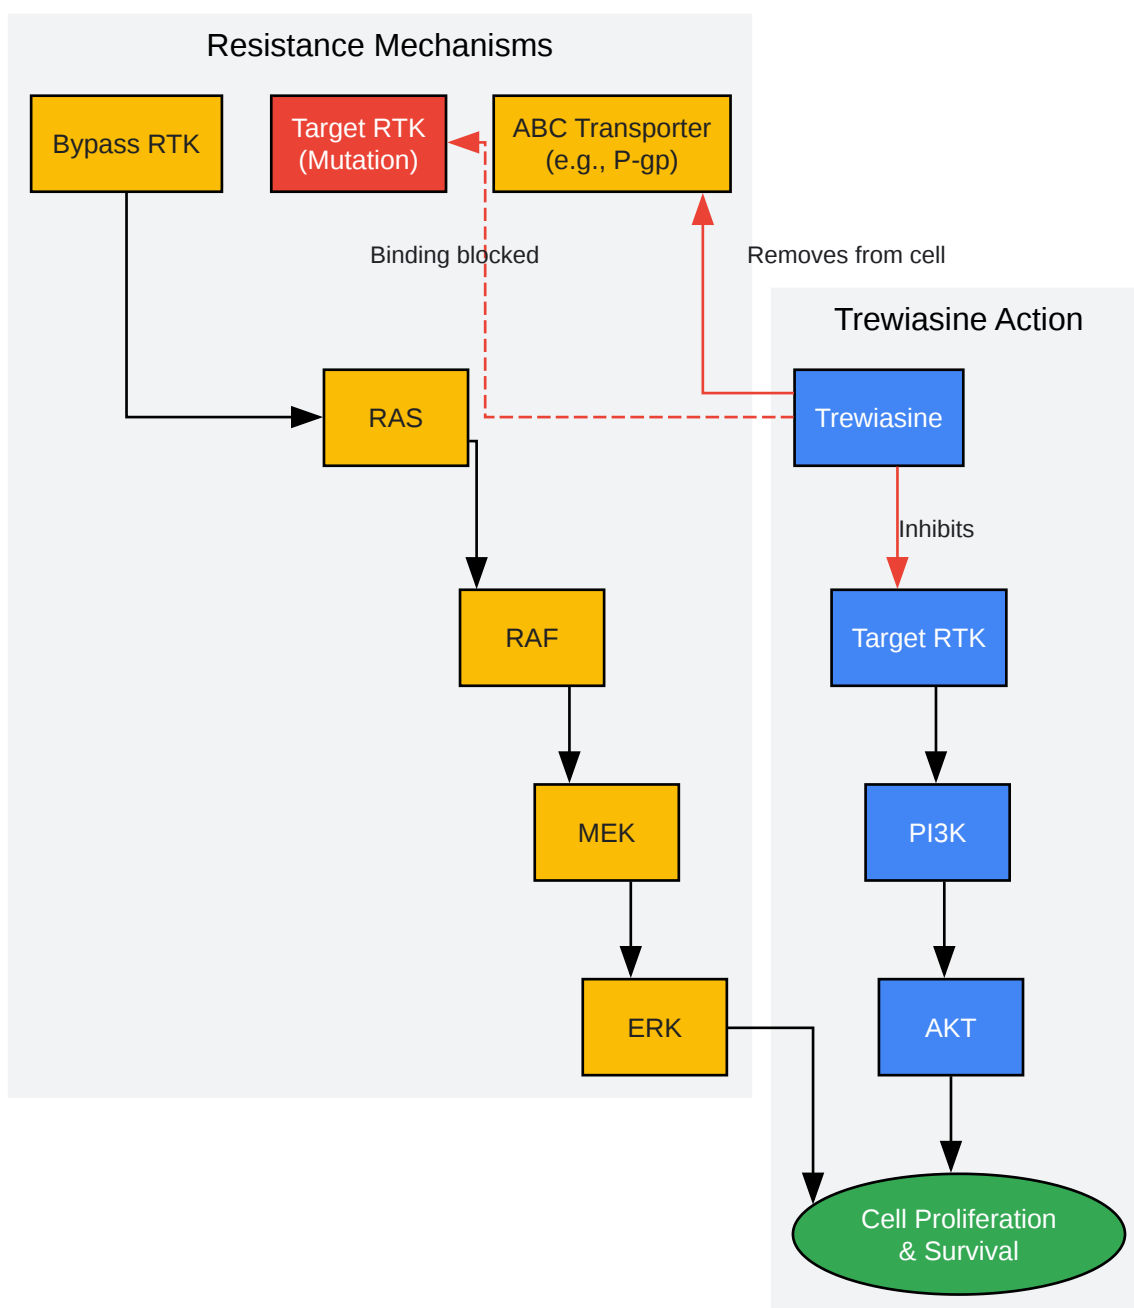 Resistance Mechanisms
Bypass RTK
Target RTK
(Mutation)
ABC Transporter
(e.g., P-gp)
Binding blocked
Removes from cell
Trewiasine Action
RAS
Trewiasine
Inhibits
RAF
Target RTK
MEK
PI3K
ERK
AKT
Cell Proliferation
& Survival